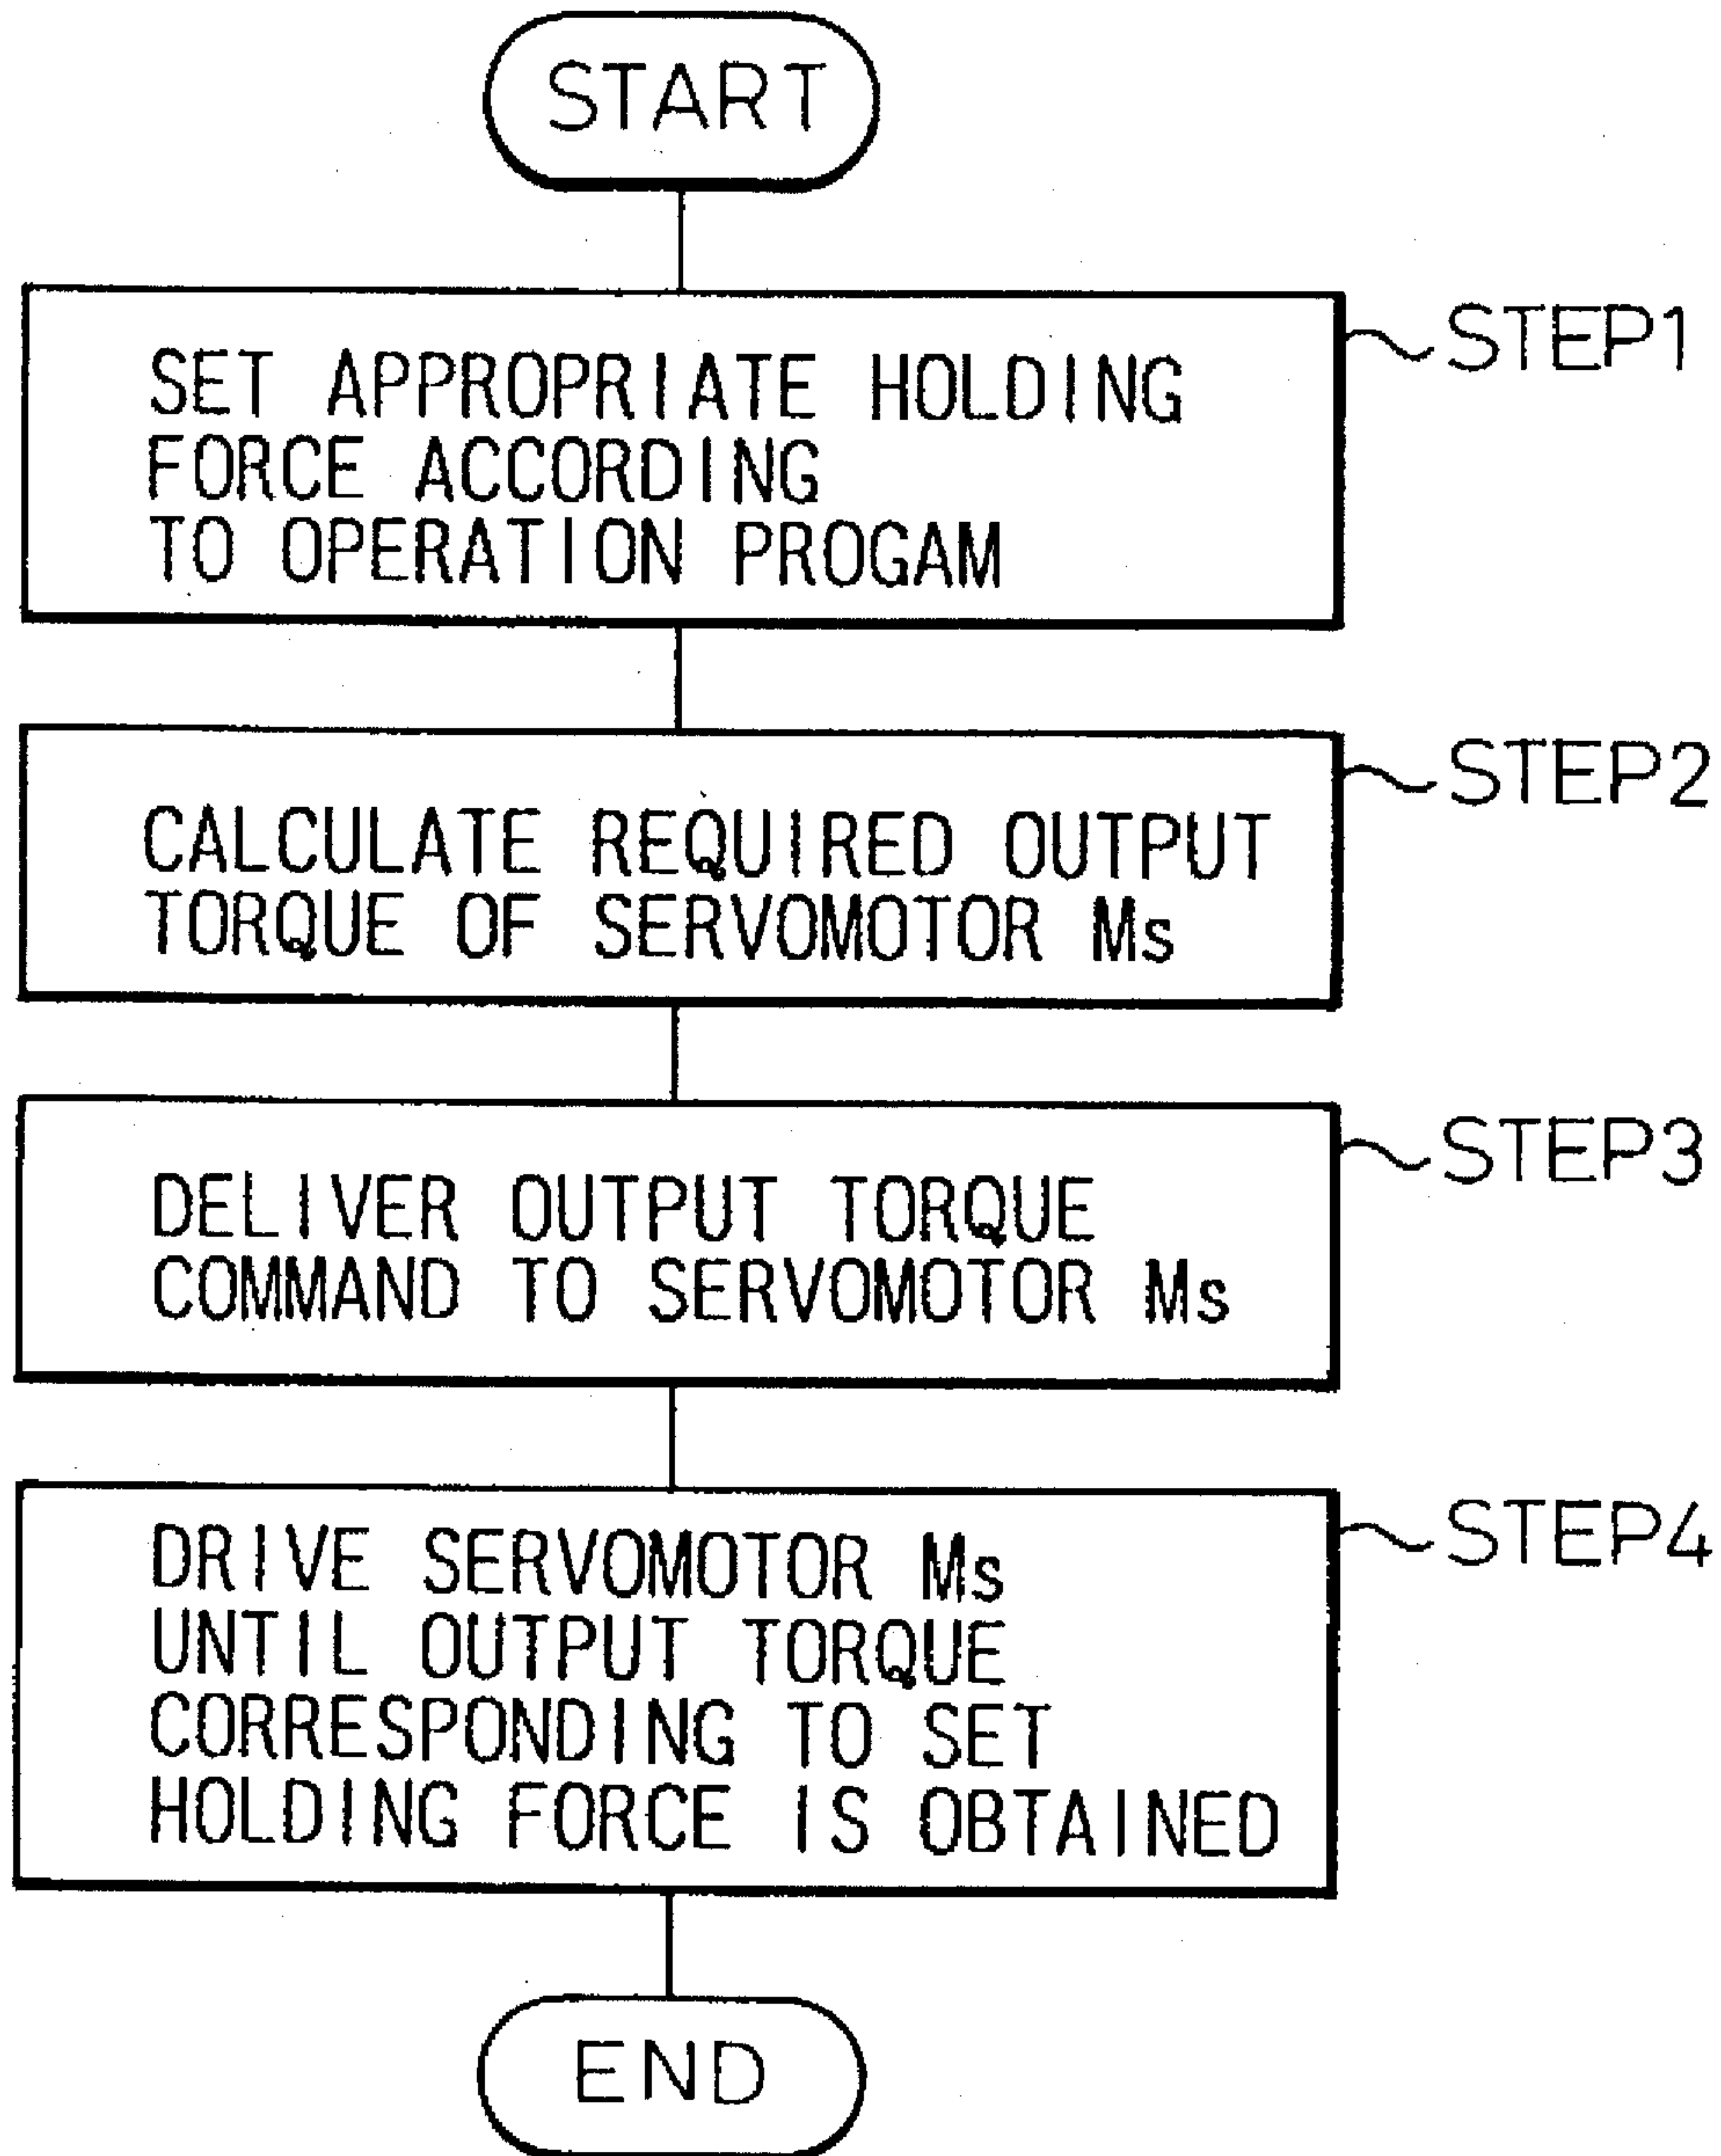 START
STEP1
SET APPROPRIATE HOLDING
FORCE ACCORDING
TO OPERATION PROGAM
STEP2
CALCULATE REQUIRED OUTPUT
TORQUE OF SERVOMOTOR Ms
STEP3
DELIVER OUTPUT TORQUE
COMMAND TO SERVOMOTOR Ms
STEP4
DRIVE SERVOMOTOR Ms
UNTIL OUTPUT TORQUE
CORRESPONDING TO SET
HOLDING FORCE IS OBTAINED
END